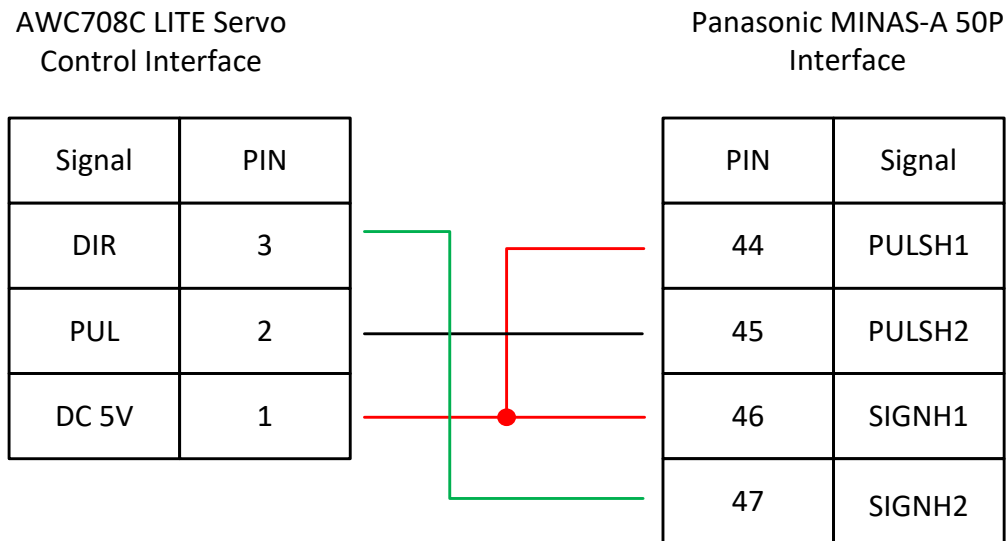 AWC708C LITE Servo
Control Interface
Panasonic MINAS-A 50P
Interface
Signal PIN
DIR 3
PUL 2
DC 5V 1
PIN Signal
44 PULSH1
45 PULSH2
46 SIGNH1
47 SIGNH2